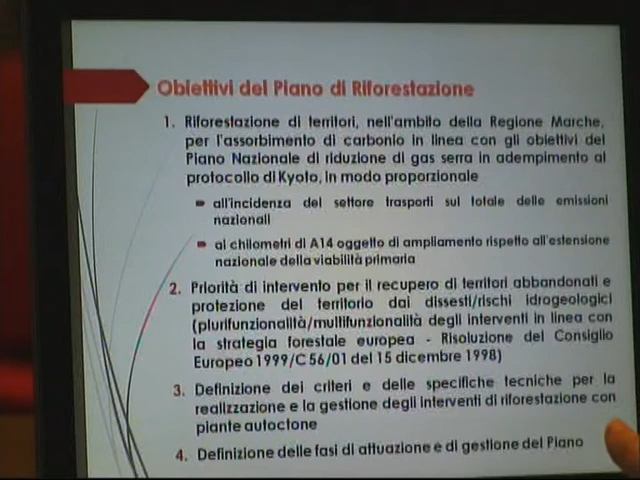 Obiettivi del Piano di Riforestazione
1. Riforestazione di territori, nell'ambito della Regione Marche,
per l'assorbimento di carbonio in linea con gli obiettivi del
Piano Nazionale di riduzione di gas serra in adempimento al
protocollo di Kyoto, in modo proporzionale
all'incidenza del settore trasporti sul totale delle emissioni
nazionali
ai chilometri di A14 oggetto di ampliamento rispetto all'estensione
nazionale della viabilità primaria
2. Priorità di intervento per il recupero di territori abbandonati e
protezione del territorio dai dissesti/rischi idrogeologici
(plurifunzionalità/multifunzionalità degli interventi in linea con
la strategia forestale europea - Risoluzione del Consiglio
Europeo 1999/C 56/01 del 15 dicembre 1998)
3. Definizione dei criteri e delle specifiche tecniche per la
realizzazione e la gestione degli interventi di riforestazione con
piante autoctone
4. Definizione delle fasi di attuazione e di gestione del Piano